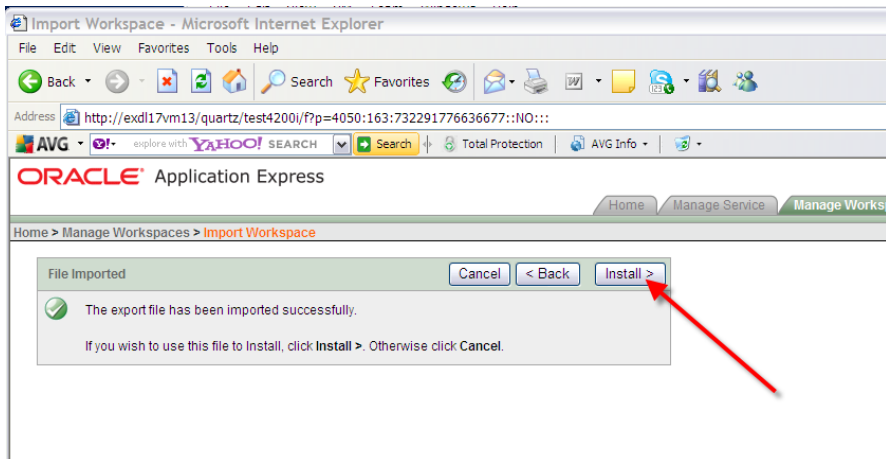 Import Workspace - Microsoft Internet Explorer
File Edit View Favorites Tools Help
Back Search Favorites
Address http://exdl17vm13/quartz/test4200i/f?p=4050:163:732291776636677::NO:::
AVG Y! explore with YAHOO! SEARCH Search Total Protection AVG Info
ORACLE Application Express
Home Manage Service Manage Works
Home > Manage Workspaces > Import Workspace
File Imported Cancel < Back Install >
The export file has been imported successfully.
If you wish to use this file to Install, click Install >. Otherwise click Cancel.